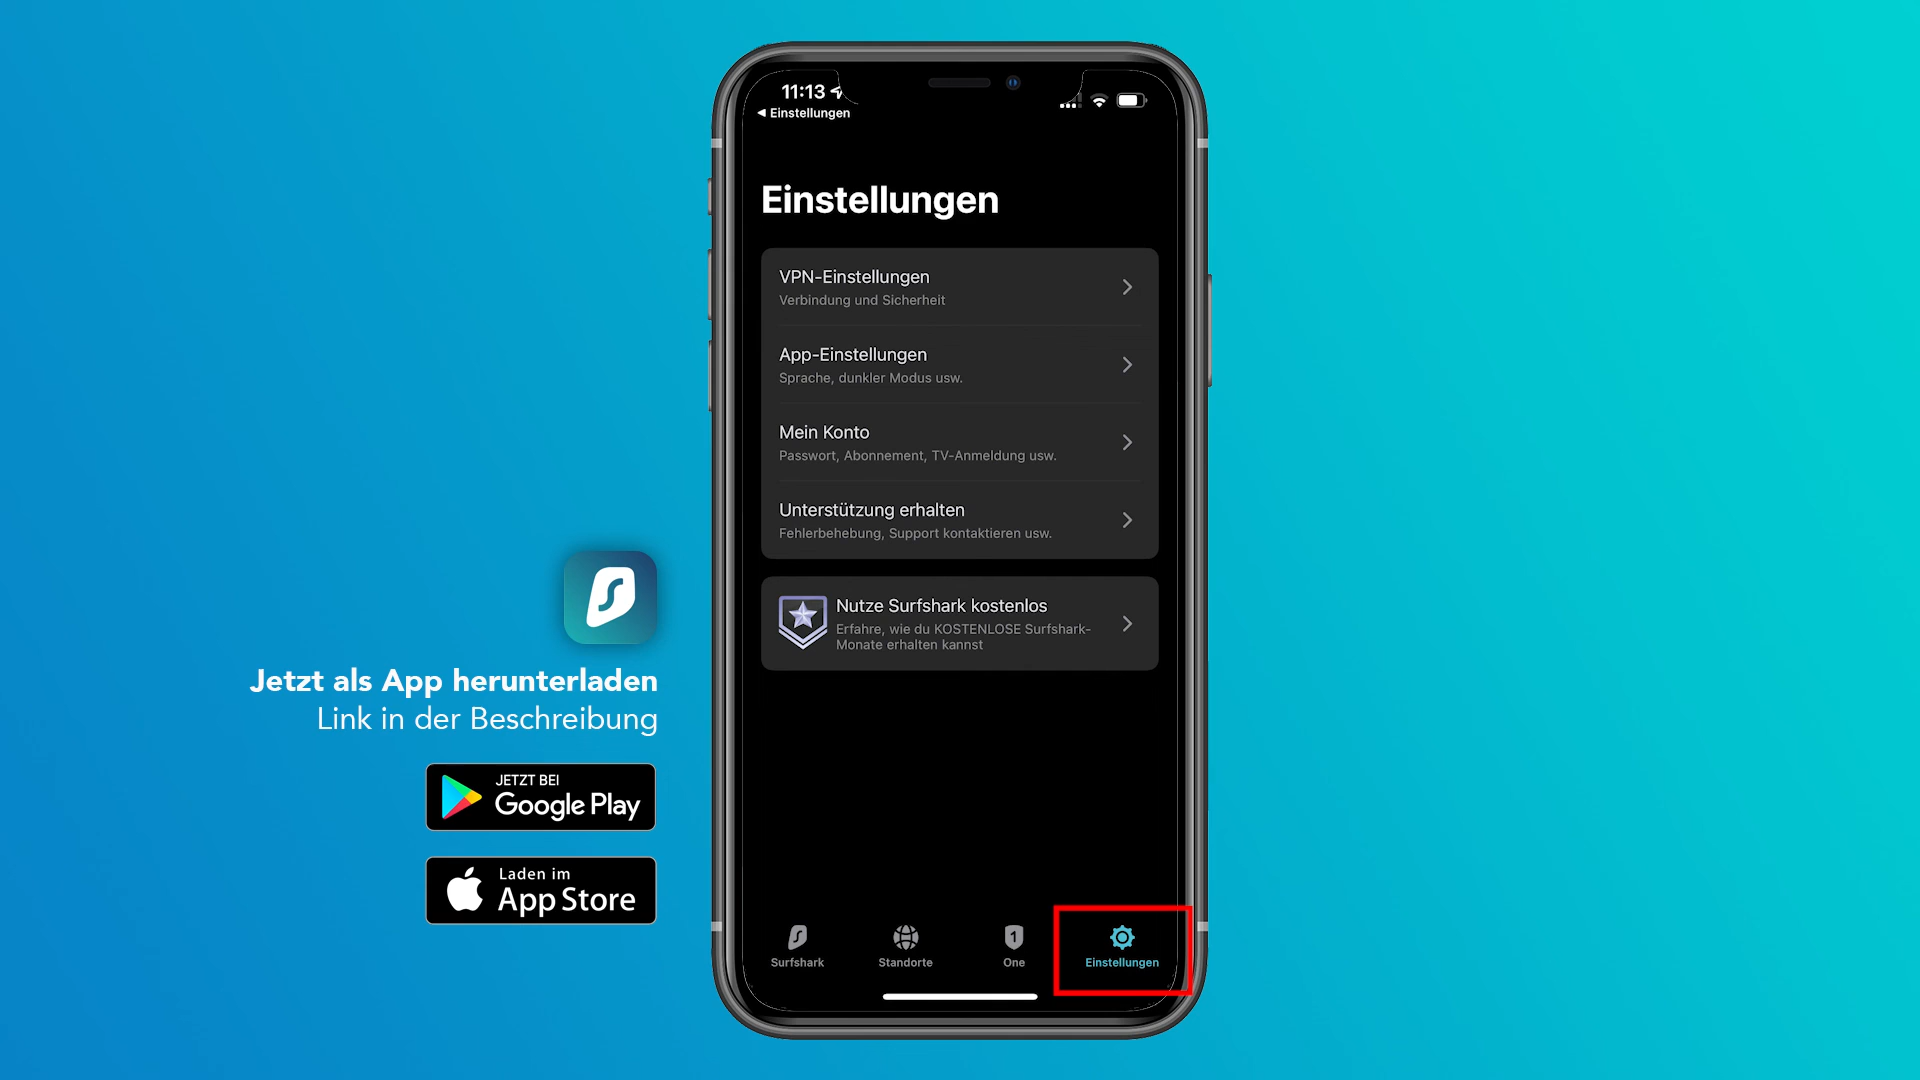 11:13
Einstellungen
Einstellungen
VPN-Einstellungen
Verbindung und Sicherheit
App-Einstellungen
Sprache, dunkler Modus usw.
Mein Konto
Passwort, Abonnement, TV-Anmeldung usw.
Unterstützung erhalten
Fehlerbehebung, Support kontaktieren usw.
Nutze Surfshark kostenlos
Erfahre, wie du KOSTENLOSE Surfshark-
Monate erhalten kannst
Jetzt als App herunterladen
Link in der Beschreibung
JETZT BEI
Google Play
Laden im
App Store
Surfshark
Standorte
1
One
Einstellungen